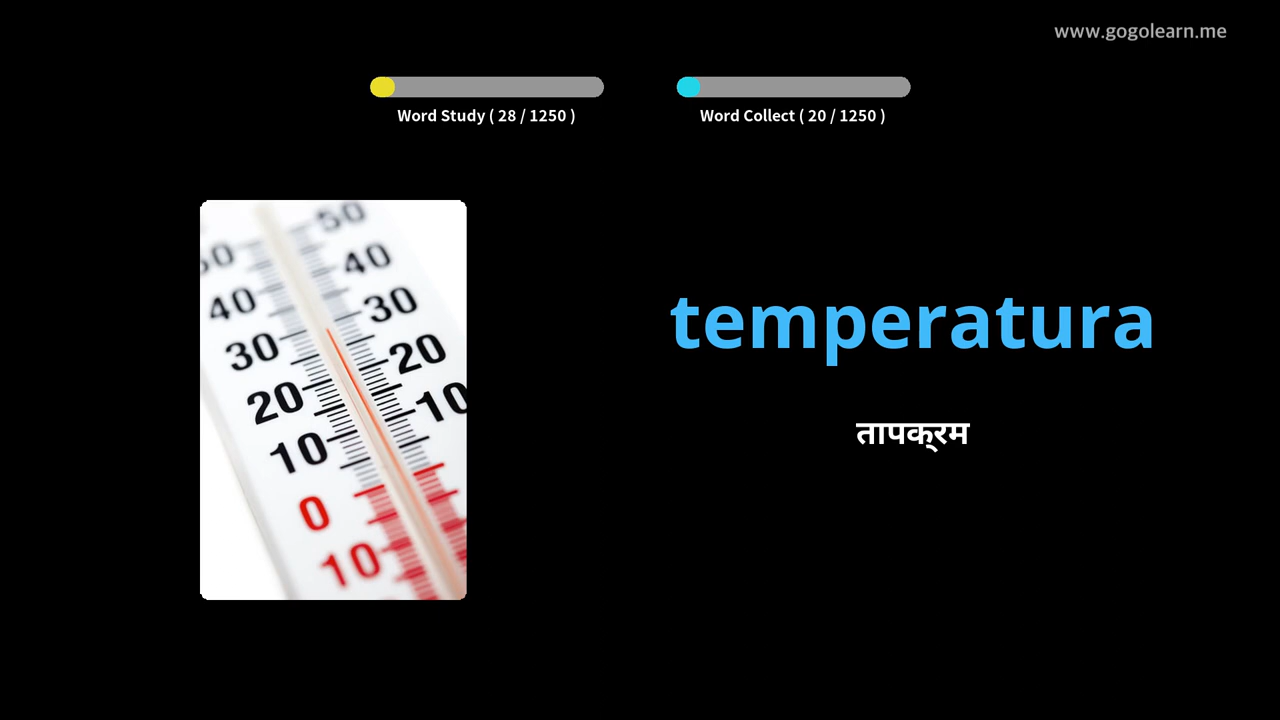 www.gogolearn.me
Word Study ( 28 / 1250 )
Word Collect ( 20 / 1250 )
50
40
40
30
30
20
20
10
10
0
10
temperatura
तापक्रम